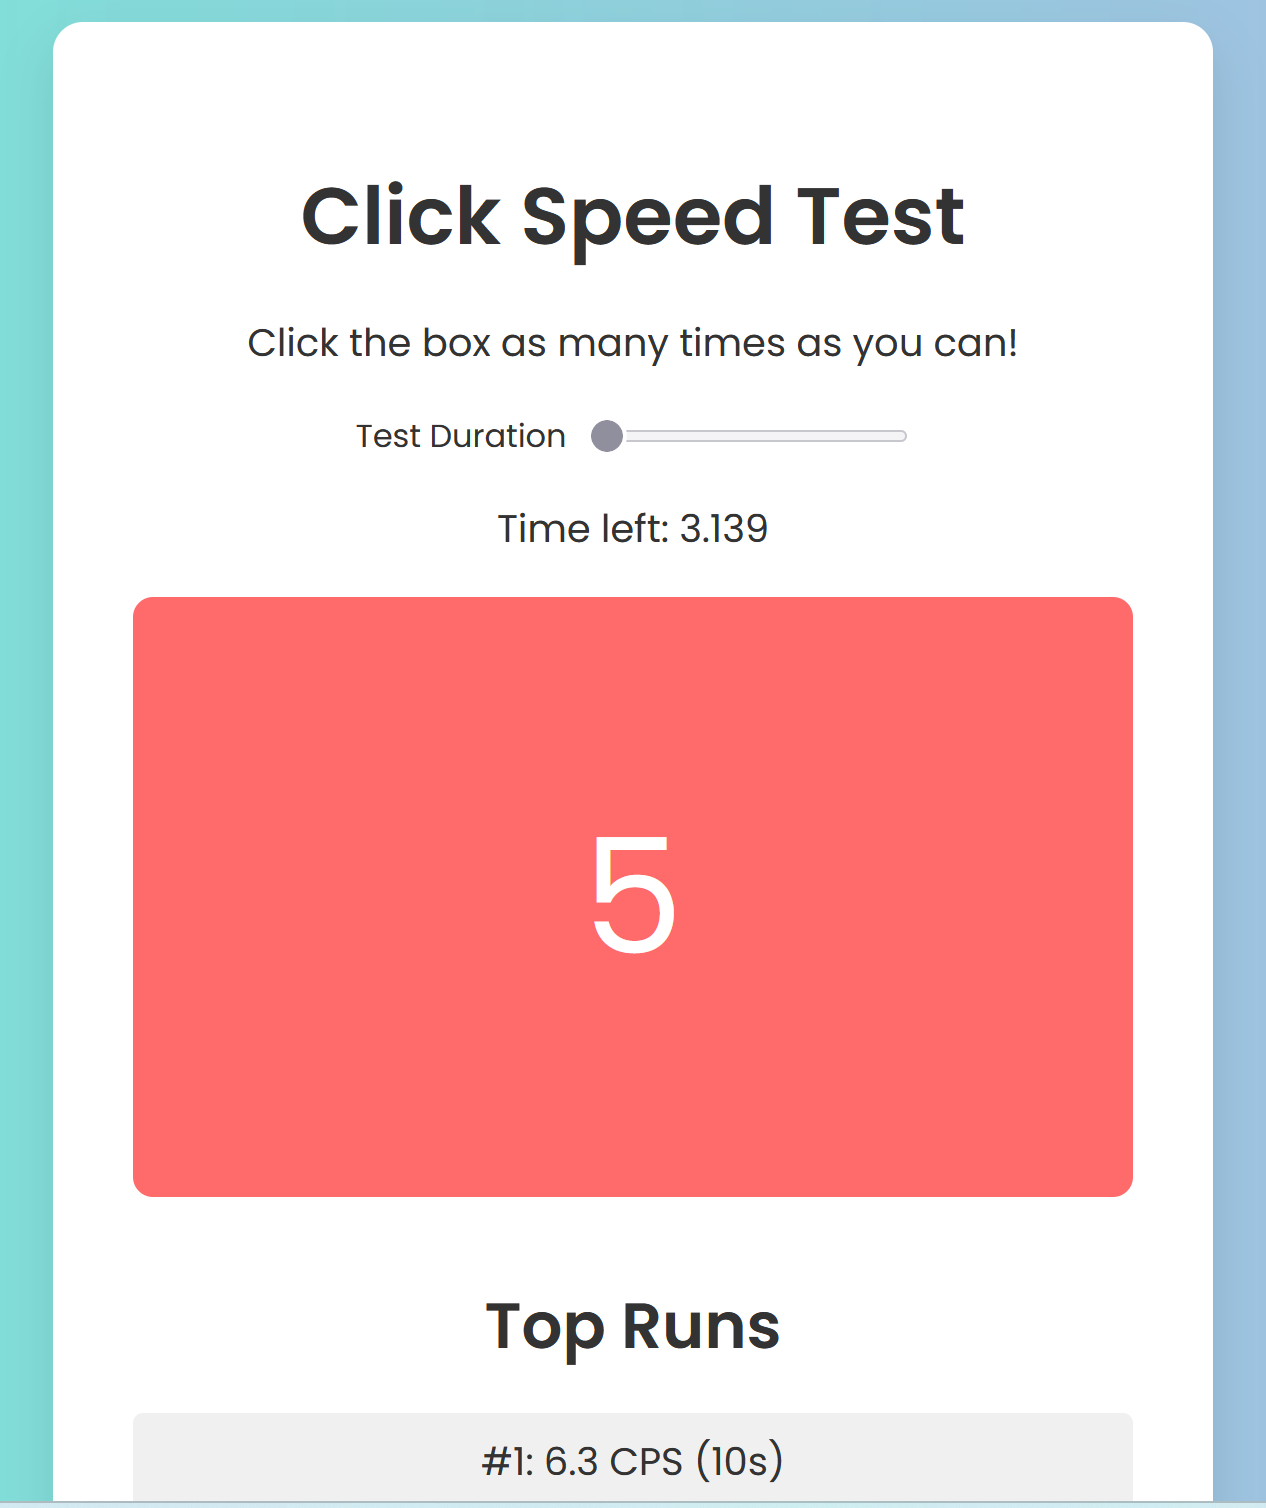 Click Speed Test
Click the box as many times as you can!
Test Duration
Time left: 3.139
5
Top Runs
#1: 6.3 CPS (10s)